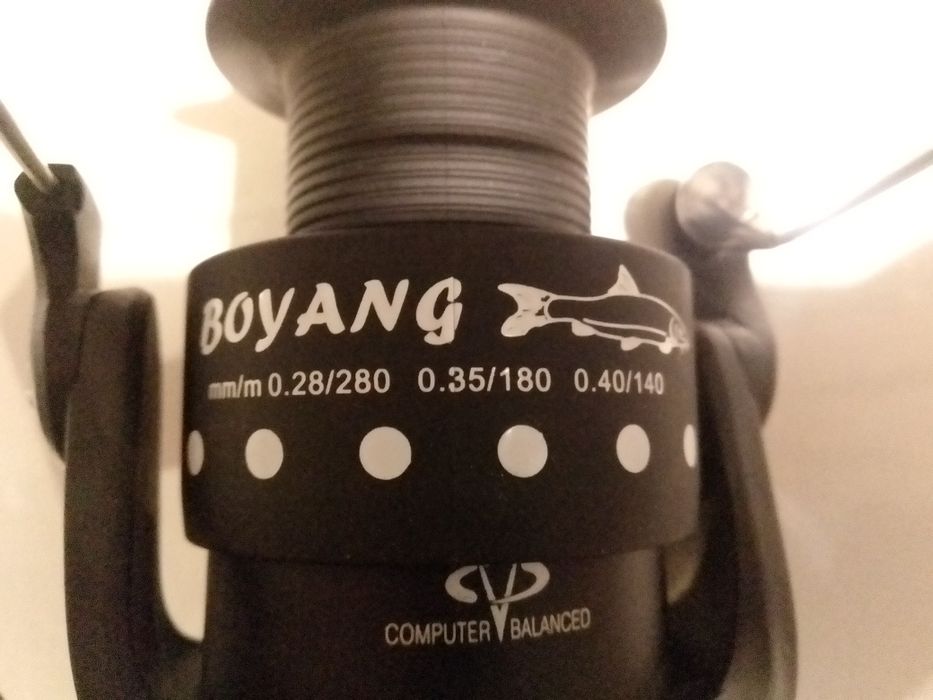 BOYANG
mm/m 0.28/280 0.35/180 0.40/140
COMPUTER BALANCED